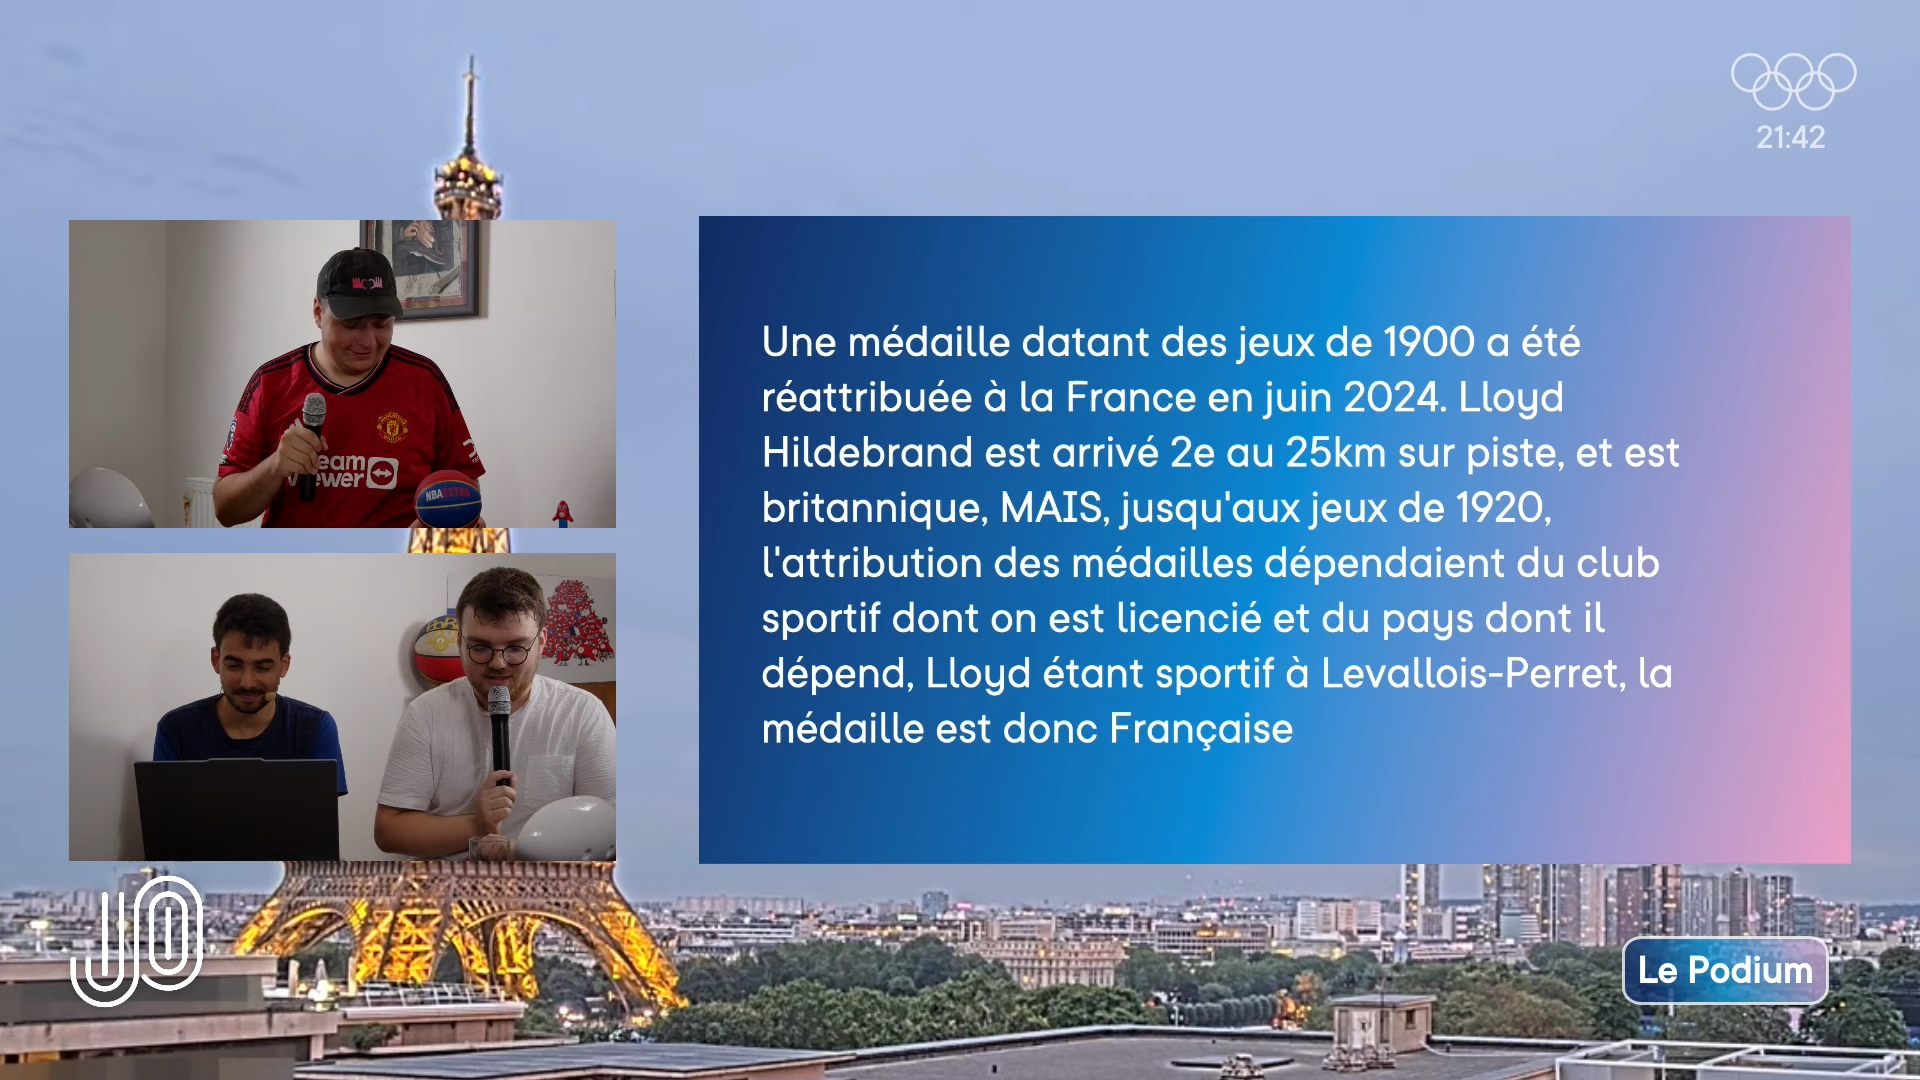 21:42
Une médaille datant des jeux de 1900 a été
réattribuée à la France en juin 2024. Lloyd
Hildebrand est arrivé 2e au 25km sur piste, et est
britannique, MAIS, jusqu'aux jeux de 1920,
l'attribution des médailles dépendaient du club
sportif dont on est licencié et du pays dont il
dépend, Lloyd étant sportif à Levallois-Perret, la
médaille est donc Française
NBA EXTRA
JO
Le Podium